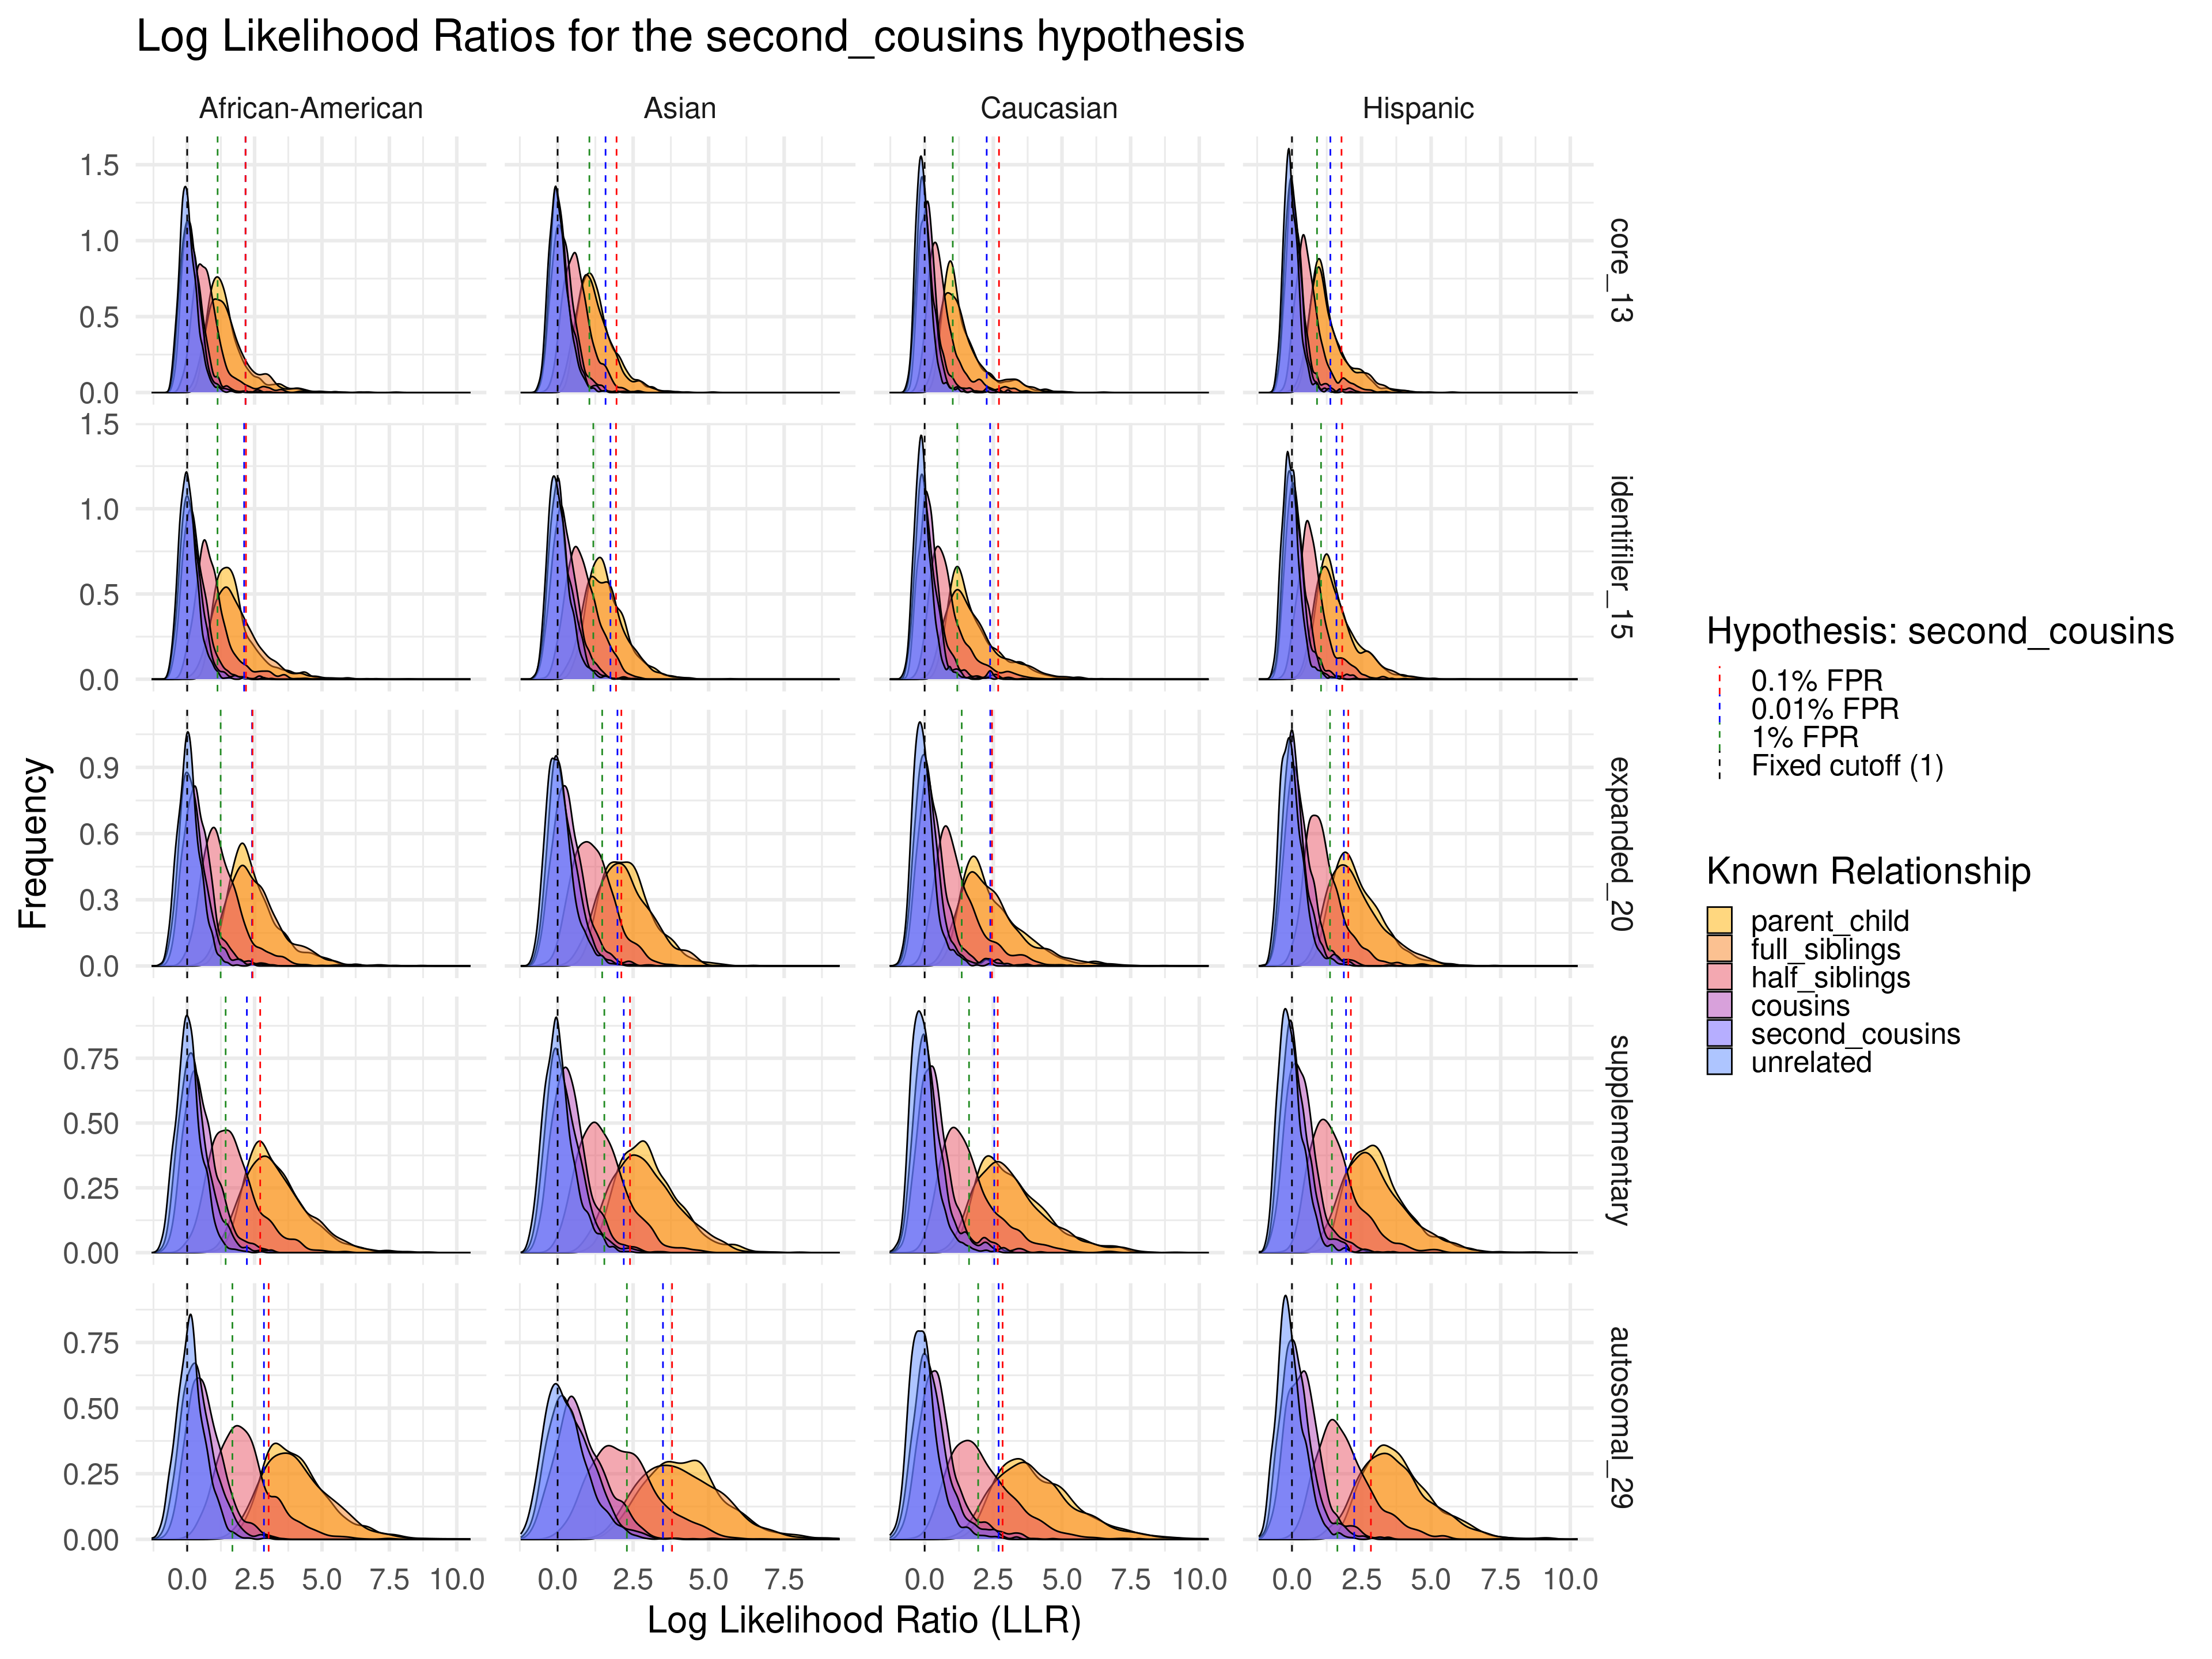 Log Likelihood Ratios for the second_cousins hypothesis
African-American Asian Caucasian Hispanic
1.5
1.0
0.5
0.0
core_13
1.5
1.0
0.5
0.0
identifiler_15
0.9
0.6
0.3
0.0
expanded_20
0.75
0.50
0.25
0.00
supplementary
0.75
0.50
0.25
0.00
autosomal_29
Frequency
0.0 2.5 5.0 7.5 10.0 0.0 2.5 5.0 7.5 0.0 2.5 5.0 7.5 10.0 0.0 2.5 5.0 7.5 10.0
Log Likelihood Ratio (LLR)
Hypothesis: second_cousins
0.1% FPR
0.01% FPR
1% FPR
Fixed cutoff (1)
Known Relationship
parent_child
full_siblings
half_siblings
cousins
second_cousins
unrelated